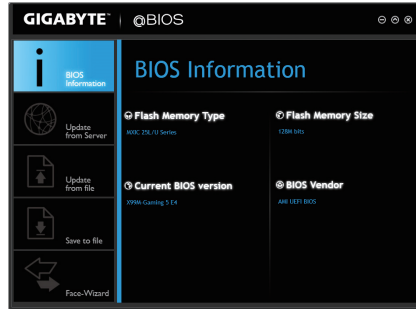 GIGABYTE™ @BIOS
BIOS
Information
Update
from Server
Update
from file
Save to file
Face-Wizard
BIOS Information
Flash Memory Type
MXIC 25L/U Series
Flash Memory Size
128M bits
Current BIOS version
X99M-Gaming 5 E4
BIOS Vendor
AMI UEFI BIOS